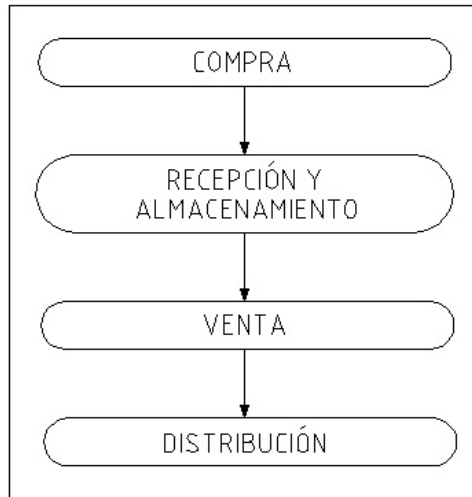 COMPRA
RECEPCIÓN Y
ALMACENAMIENTO
VENTA
DISTRIBUCIÓN